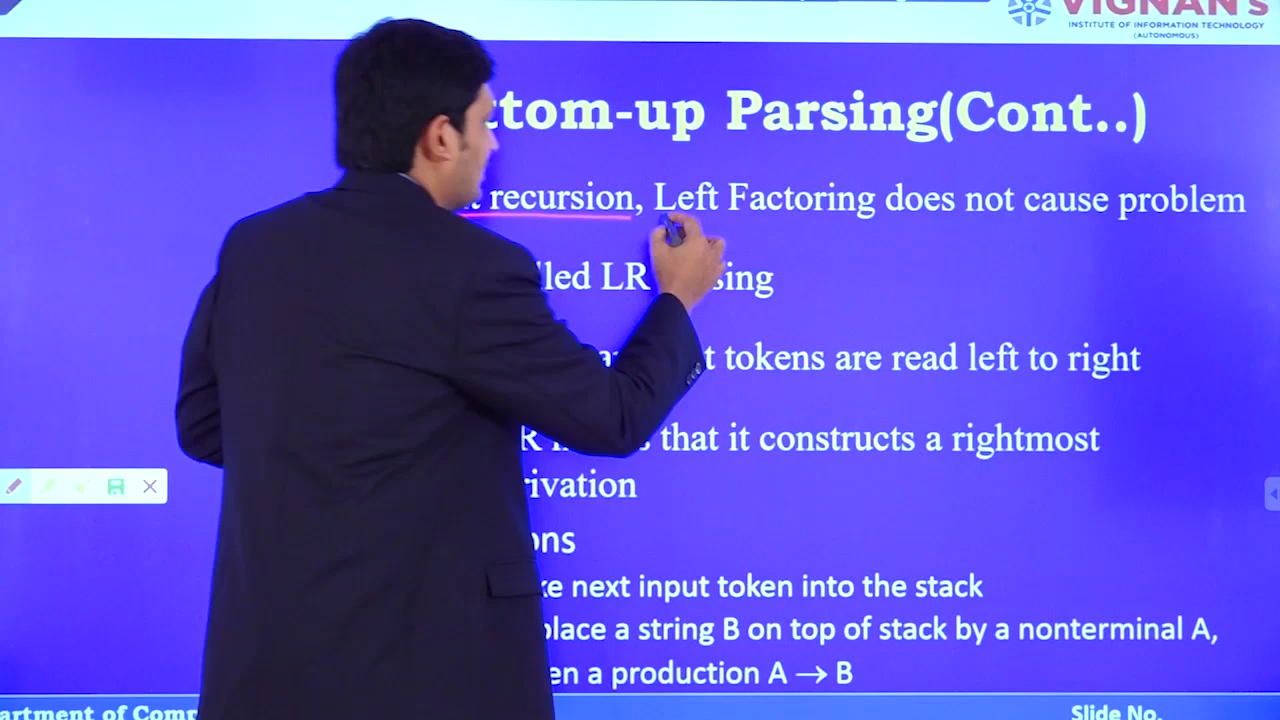 VIGNAN's
INSTITUTE OF INFORMATION TECHNOLOGY
(AUTONOMOUS)
ttom-up Parsing(Cont..)
recursion, Left Factoring does not cause problem
lled LR sing
t tokens are read left to right
R that it constructs a rightmost
rivation
ons
ke next input token into the stack
place a string B on top of stack by a nonterminal A,
en a production A → B
artment of Comp
Slide No.